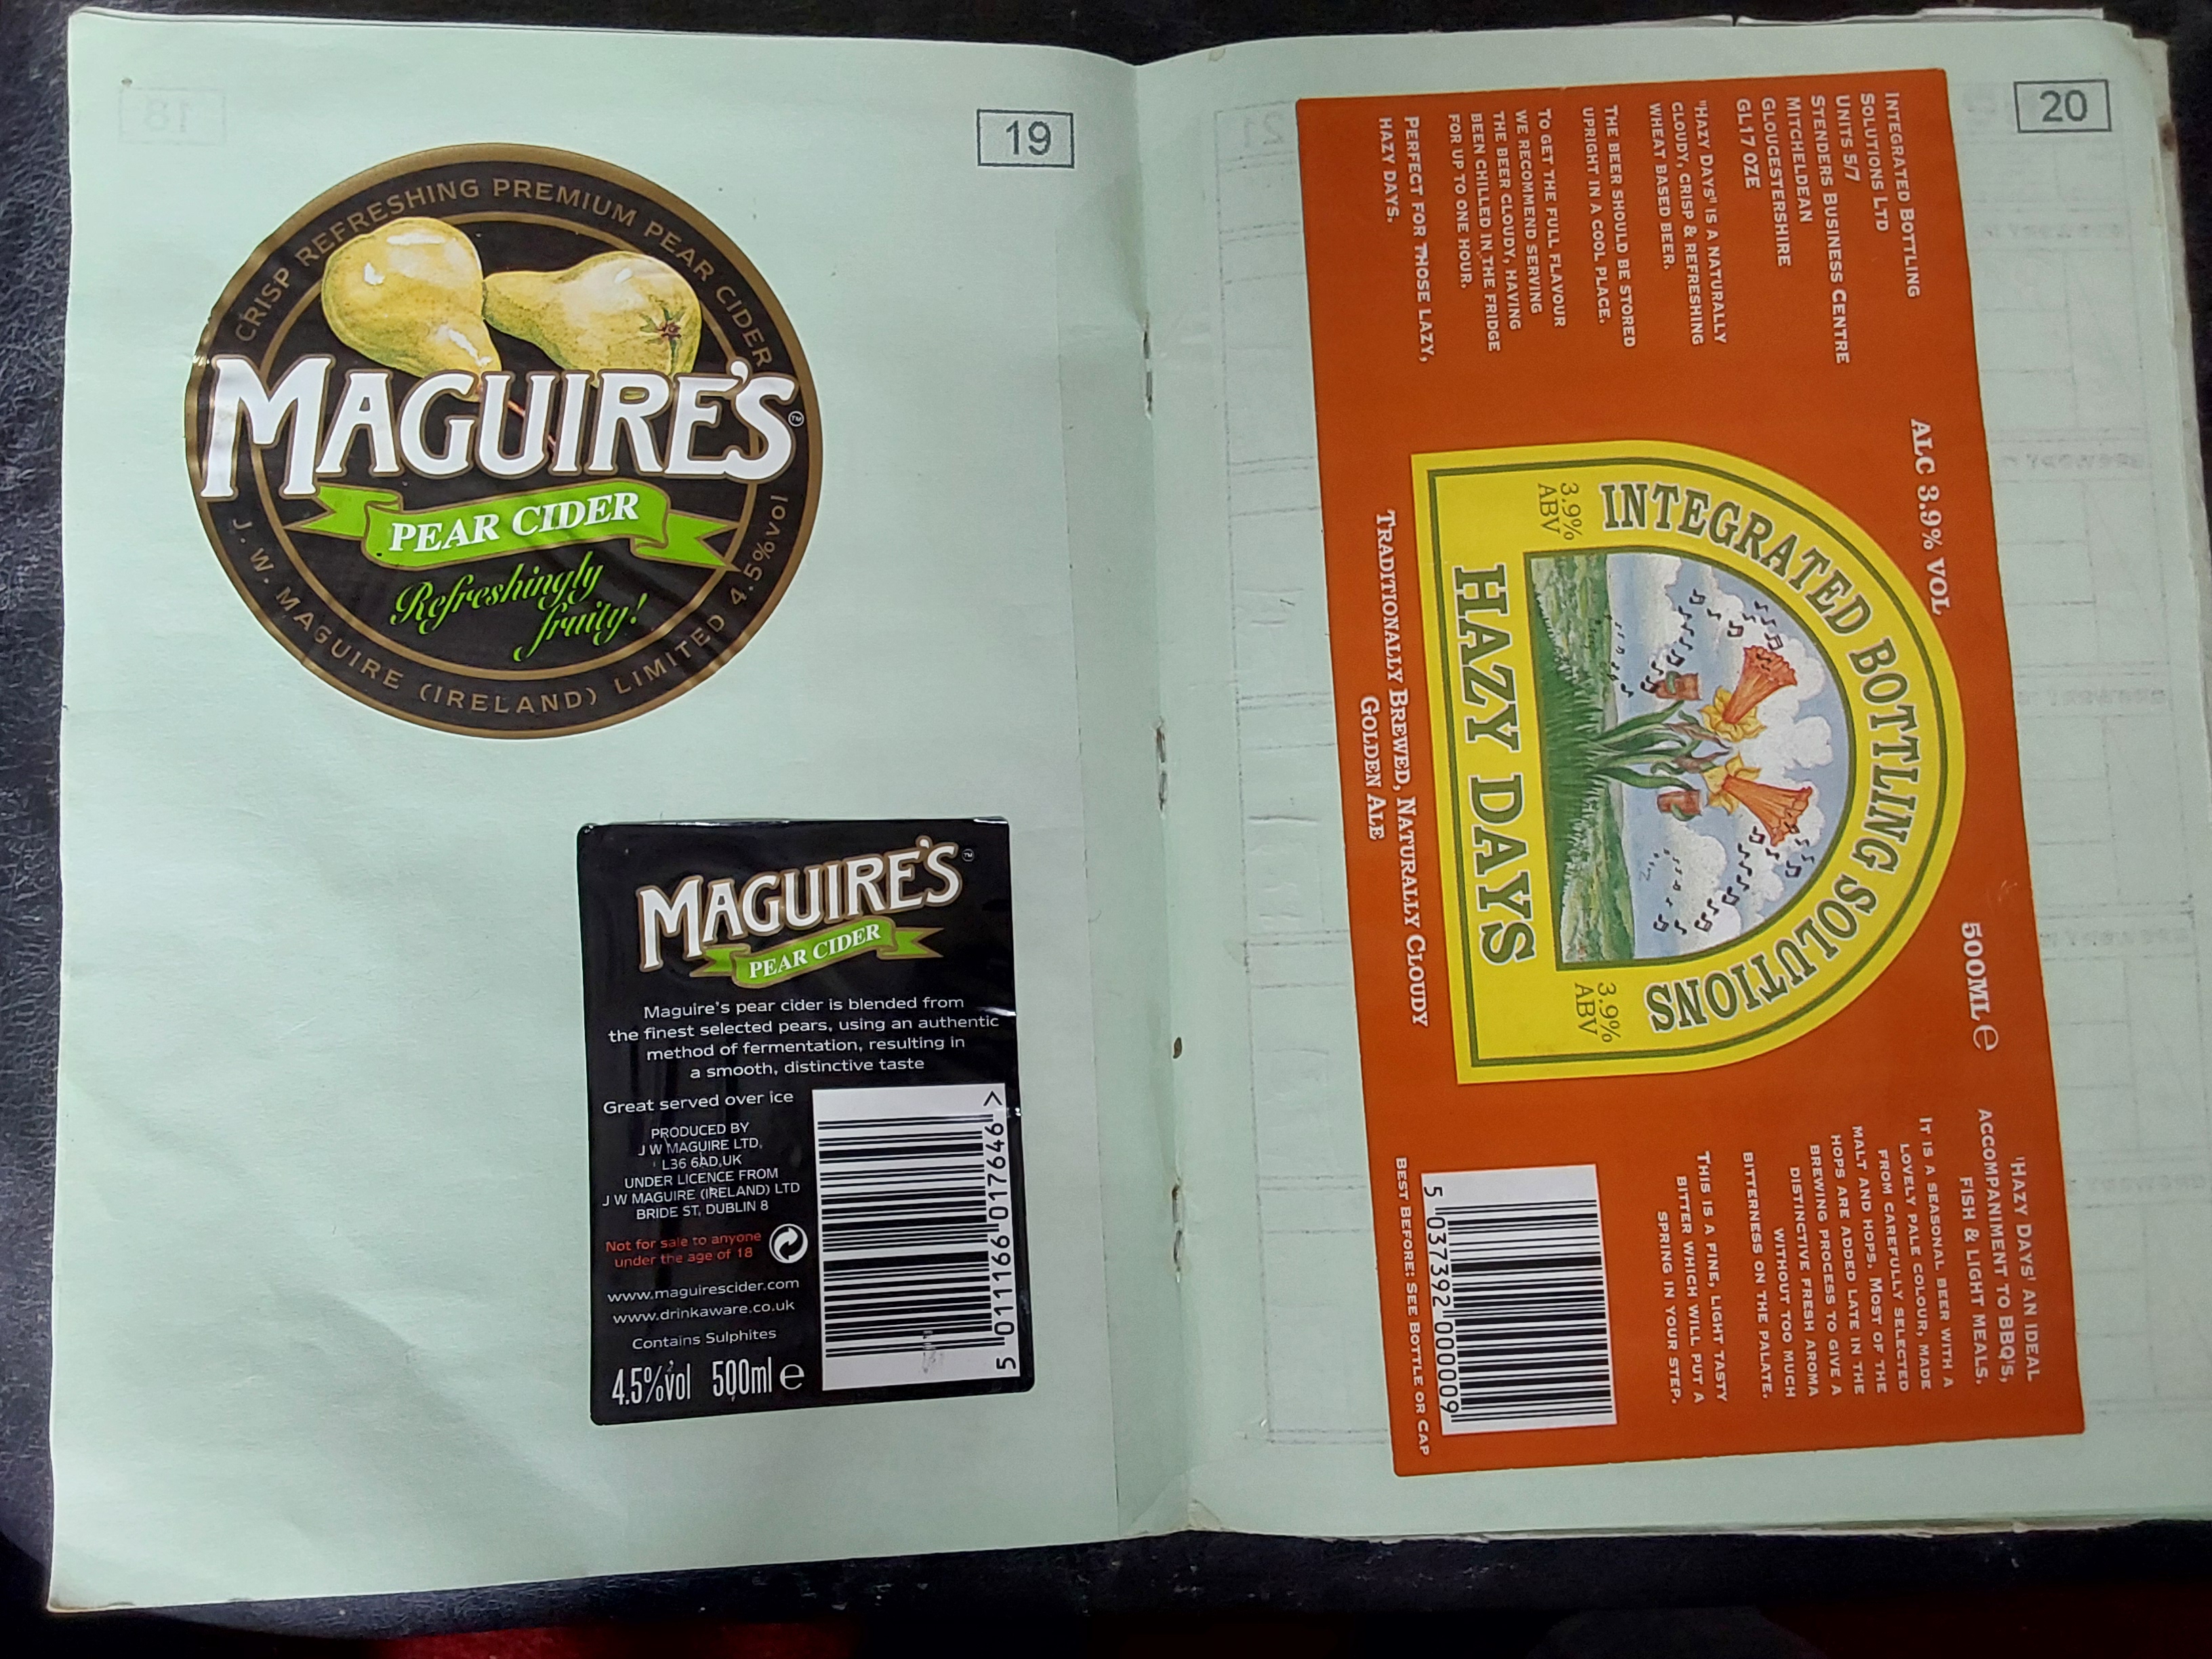 19
CRISP REFRESHING PREMIUM PEAR CIDER
MAGUIRE'S
™
PEAR CIDER
Refreshingly
fruity!
J. W. MAGUIRE (IRELAND) LIMITED 4.5%vol
MAGUIRE'S
™
PEAR CIDER
Maguire's pear cider is blended from
the finest selected pears, using an authentic
method of fermentation, resulting in
a smooth, distinctive taste
Great served over ice
PRODUCED BY
J W MAGUIRE LTD,
L36 6AD,UK
UNDER LICENCE FROM
J W MAGUIRE (IRELAND) LTD
BRIDE ST, DUBLIN 8
Not for sale to anyone
under the age of 18
www.maguirescider.com
www.drinkaware.co.uk
Contains Sulphites
4.5%vol 500ml e
5 011166 017646 >
20
INTEGRATED BOTTLING
SOLUTIONS LTD
UNITS 5/7
STENDERS BUSINESS CENTRE
MITCHELDEAN
GLOUCESTERSHIRE
GL17 0ZE
"HAZY DAYS" IS A NATURALLY
CLOUDY, CRISP & REFRESHING
WHEAT BASED BEER.
THE BEER SHOULD BE STORED
UPRIGHT IN A COOL PLACE.
TO GET THE FULL FLAVOUR
WE RECOMMEND SERVING
THE BEER CLOUDY, HAVING
BEEN CHILLED IN THE FRIDGE
FOR UP TO ONE HOUR.
PERFECT FOR THOSE LAZY,
HAZY DAYS.
ALC 3.9% VOL
500ML e
INTEGRATED BOTTLING SOLUTIONS
3.9%
ABV
3.9%
ABV
HAZY DAYS
TRADITIONALLY BREWED, NATURALLY CLOUDY
GOLDEN ALE
'HAZY DAYS' AN IDEAL
ACCOMPANIMENT TO BBQ'S,
FISH & LIGHT MEALS.
IT IS A SEASONAL BEER WITH A
LOVELY PALE COLOUR, MADE
FROM CAREFULLY SELECTED
MALT AND HOPS. MOST OF THE
HOPS ARE ADDED LATE IN THE
BREWING PROCESS TO GIVE A
DISTINCTIVE FRESH AROMA
WITHOUT TOO MUCH
BITTERNESS ON THE PALATE.
THIS IS A FINE, LIGHT TASTY
BITTER WHICH WILL PUT A
SPRING IN YOUR STEP.
5 037392 000009
BEST BEFORE: SEE BOTTLE OR CAP